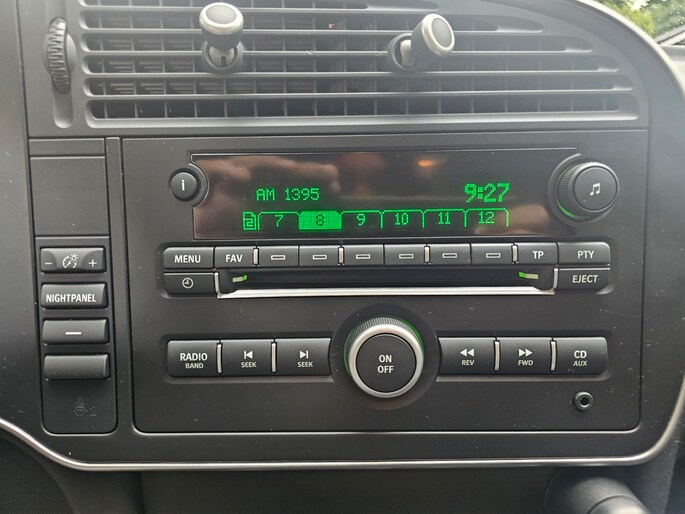 i
AM 1395
9:27
2 7 8 9 10 11 12
MENU FAV TP PTY
EJECT
- +
NIGHTPANEL
RADIO BAND
SEEK
SEEK
ON OFF
REV
FWD
CD AUX